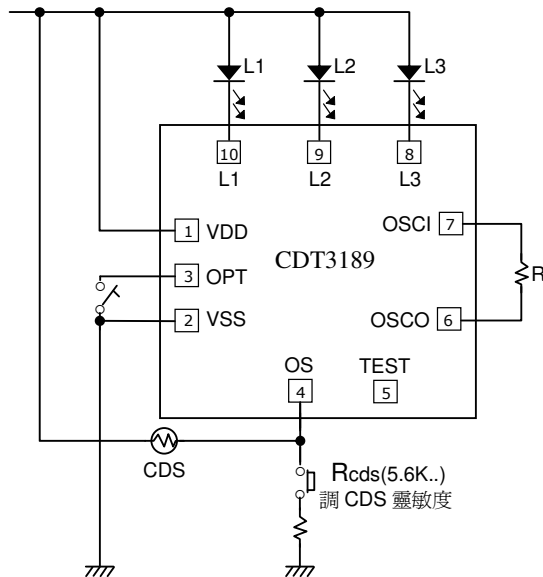 L1
L2
L3
10
9
8
L1
L2
L3
1 VDD
OSCI 7
CDT3189
3 OPT
R
2 VSS
OSCO 6
OS
TEST
4
5
CDS
Rcds(5.6K..)
調 CDS 靈敏度